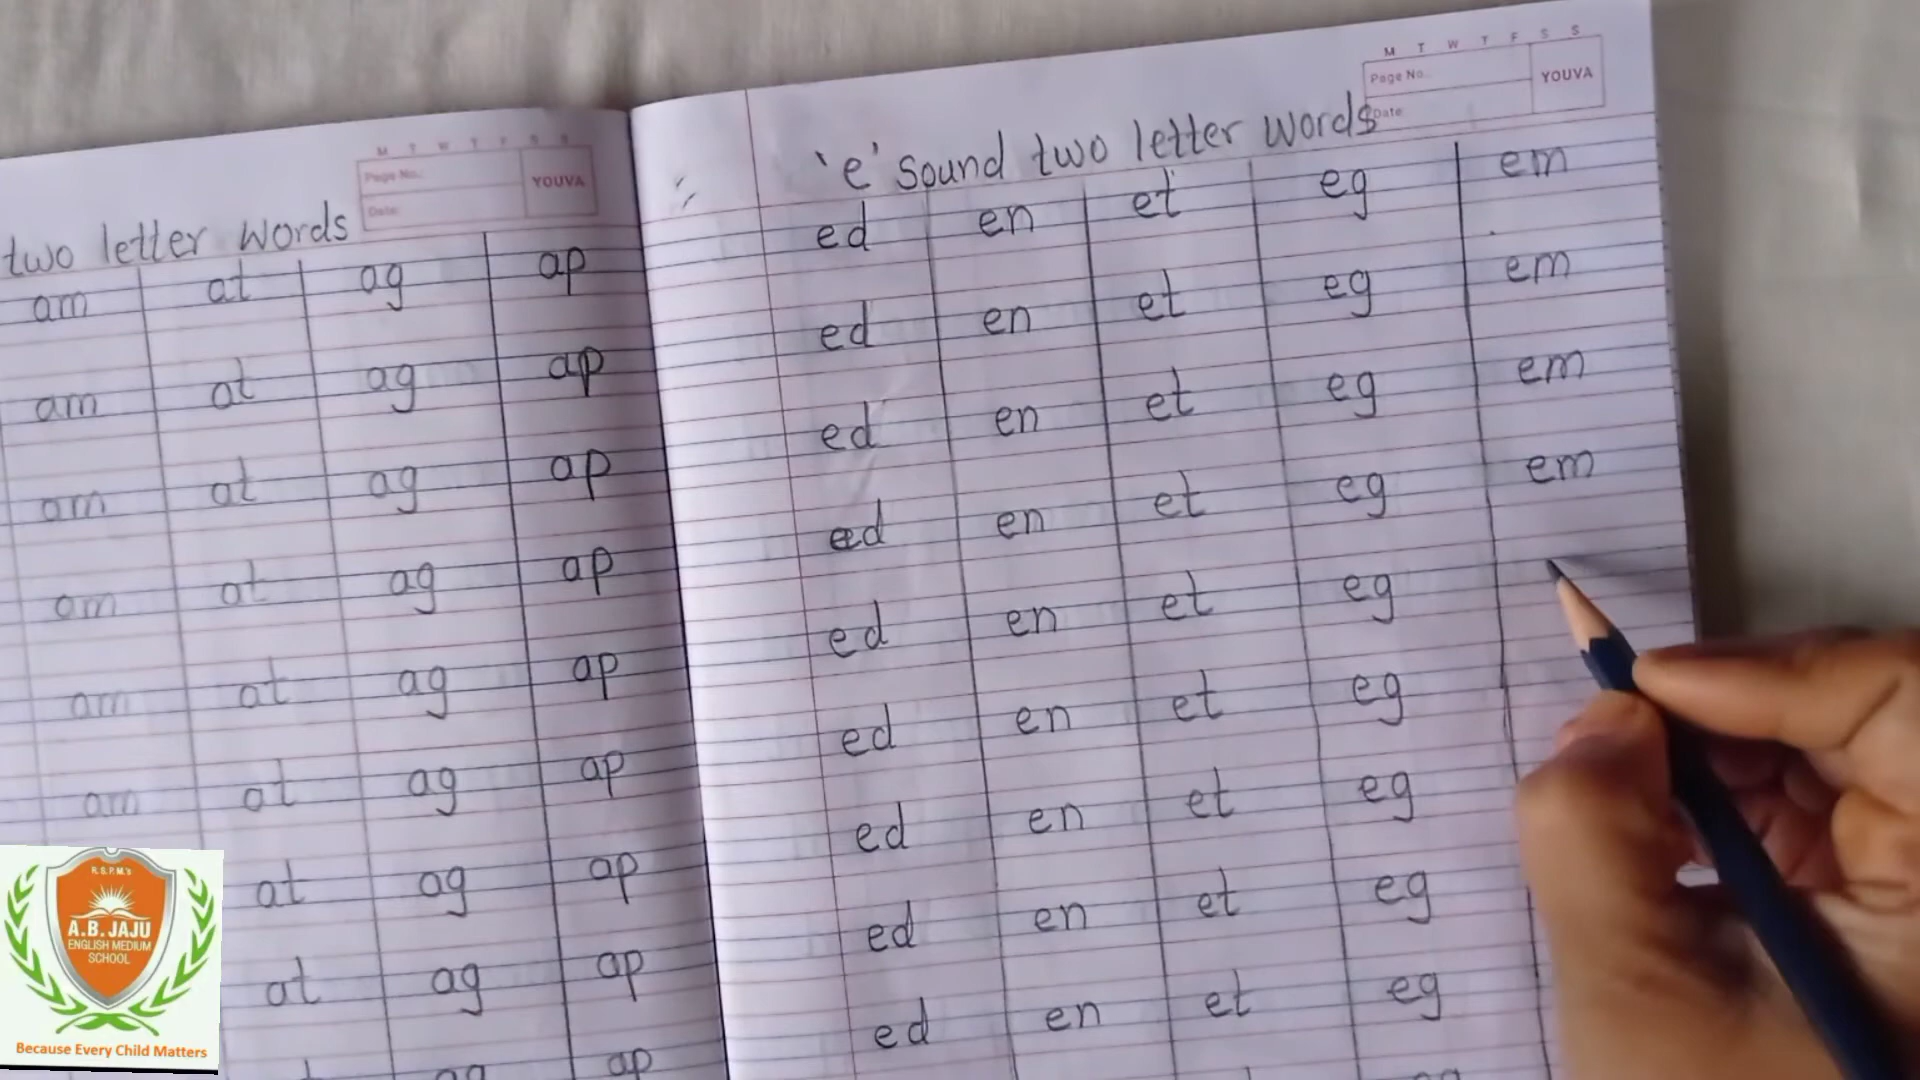 M T W T F S S
Page No.
YOUVA
Date:
two letter words
am at ag ap
am at ag ap
am at ag ap
am at ag ap
am at ag ap
am at ag ap
at ag ap
at ag ap
ag ap
M T W T F S S
Page No.
YOUVA
Date:
'e' sound two letter words
ed en et eg em
ed en et eg em
ed en et eg em
ed en et eg em
ed en et eg
ed en et eg
ed en et eg
ed en et eg
ed en et eg
R.S.P.M.'s
A.B. JAJU
ENGLISH MEDIUM
SCHOOL
Because Every Child Matters